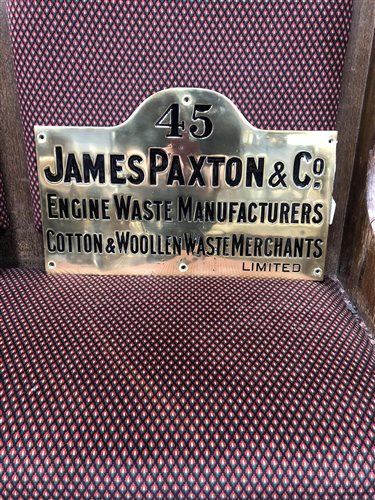 45
JAMES PAXTON & Co.
ENGINE WASTE MANUFACTURERS
COTTON & WOOLLEN WASTE MERCHANTS
LIMITED